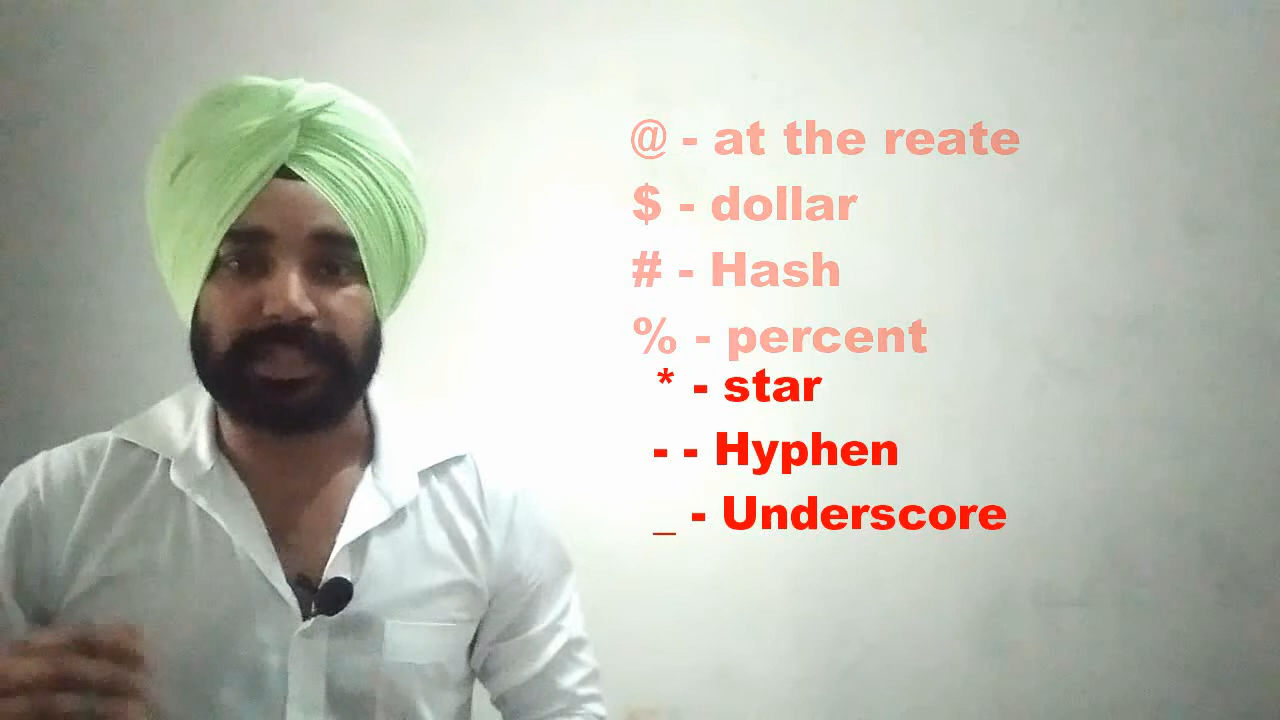 @ - at the reate
$ - dollar
# - Hash
% - percent
* - star
- - Hyphen
_ - Underscore